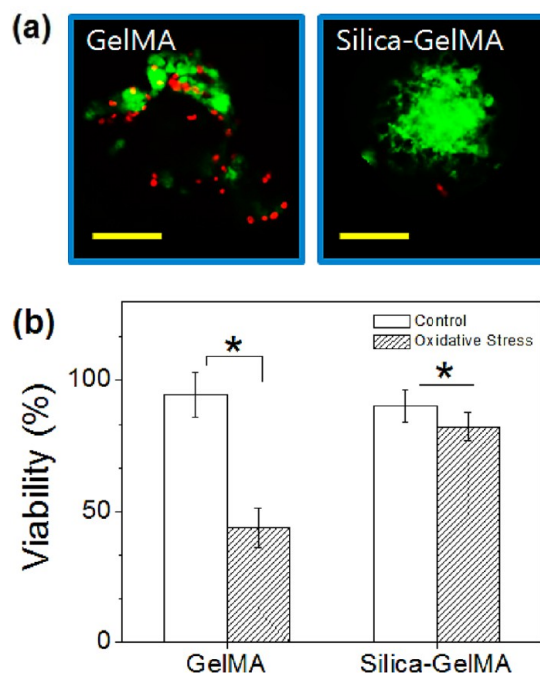 (a)
GelMA
Silica-GelMA
(b)
Control
Oxidative Stress
*
*
Viability (%)
100
50
0
GelMA
Silica-GelMA